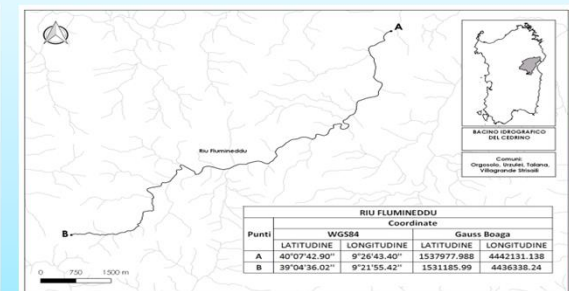 A
Riu Flumineddu
B
0 750 1500 m
BACINO IDROGRAFICO
DEL CEDRINO
Comuni:
Orgosolo, Urzulei, Talana,
Villagrande Strisaili
RIU FLUMINEDDU
Punti Coordinate
WGS84 Gauss Boaga
LATITUDINE LONGITUDINE LATITUDINE LONGITUDINE
A 40°07'42.90" 9°26'43.40" 1537977.988 4442131.138
B 39°04'36.02" 9°21'55.42" 1531185.99 4436338.24